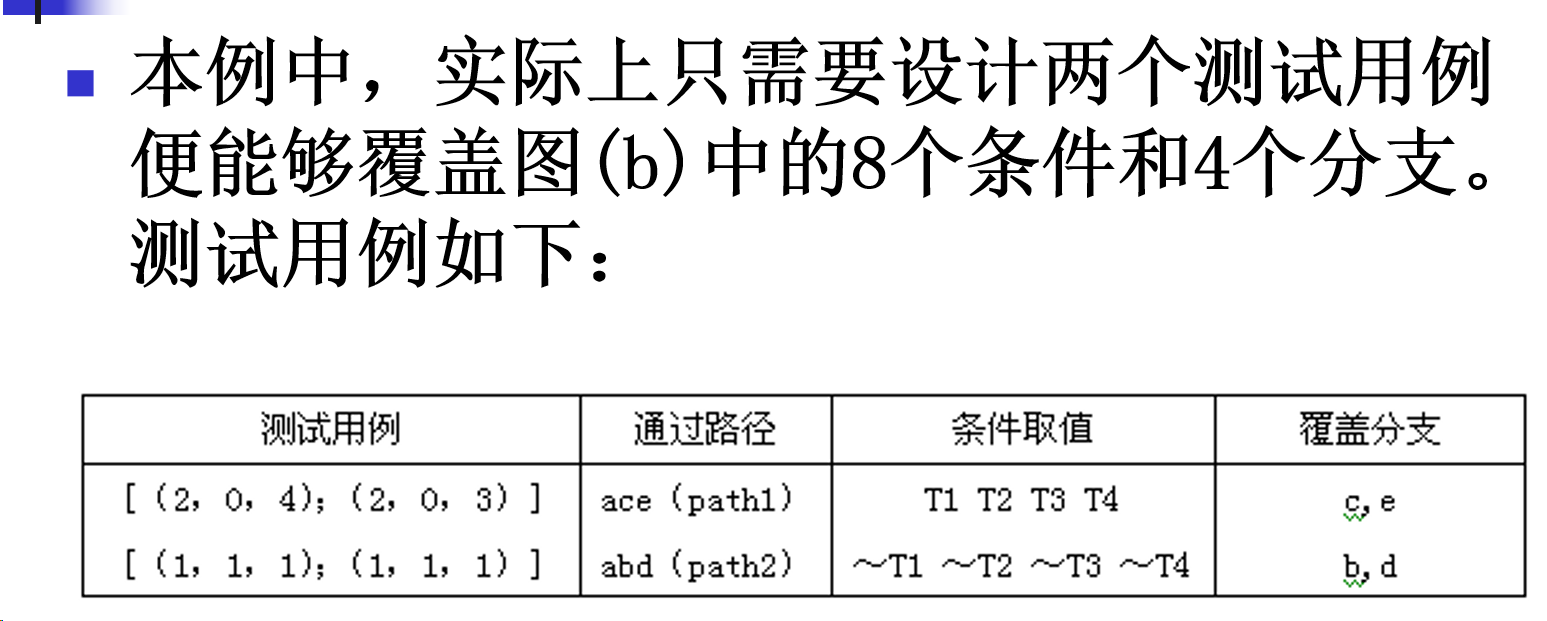 本例中，实际上只需要设计两个测试用例
便能够覆盖图(b)中的8个条件和4个分支。
测试用例如下：
测试用例 通过路径 条件取值 覆盖分支
[（2，0，4）；（2，0，3）] ace（path1） T1 T2 T3 T4 c,e
[（1，1，1）；（1，1，1）] abd（path2） ～T1 ～T2 ～T3 ～T4 b,d